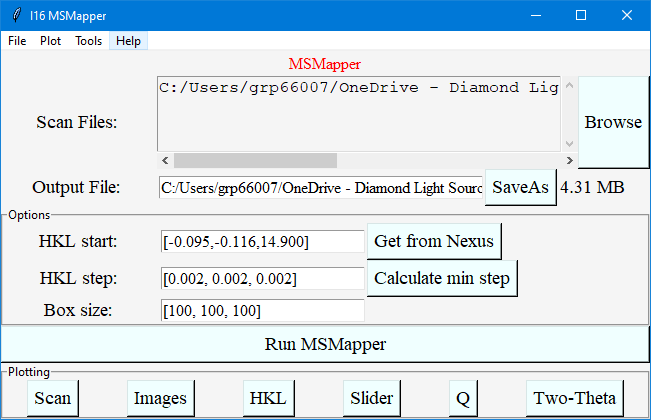 I16 MSMapper
File Plot Tools Help
MSMapper
Scan Files:
C:/Users/grp66007/OneDrive - Diamond Lig
Browse
Output File:
C:/Users/grp66007/OneDrive - Diamond Light Sourc
SaveAs
4.31 MB
Options
HKL start:
[-0.095,-0.116,14.900]
Get from Nexus
HKL step:
[0.002, 0.002, 0.002]
Calculate min step
Box size:
[100, 100, 100]
Run MSMapper
Plotting
Scan
Images
HKL
Slider
Q
Two-Theta